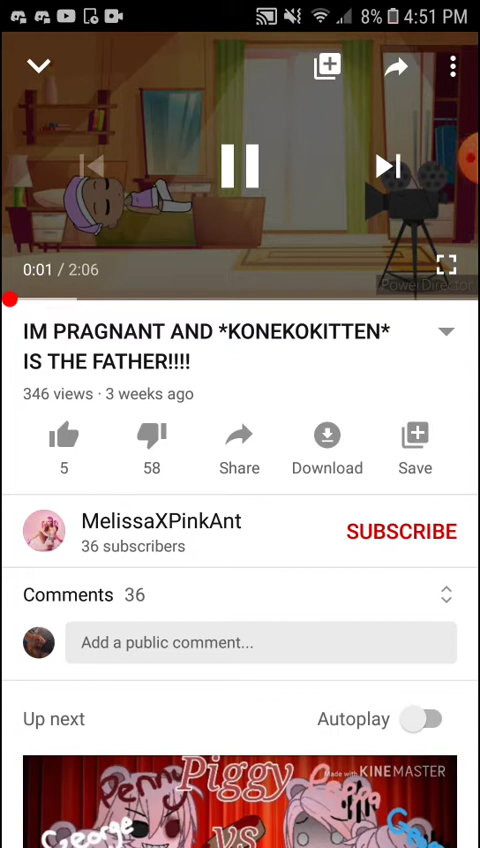 8% 4:51 PM
0:01 / 2:06
PowerDirector
IM PRAGNANT AND *KONEKOKITTEN*
IS THE FATHER!!!!
346 views · 3 weeks ago
5 58 Share Download Save
MelissaXPinkAnt
36 subscribers
SUBSCRIBE
Comments 36
Add a public comment...
Up next Autoplay
Made with KINEMASTER
Penny Piggy
George VS